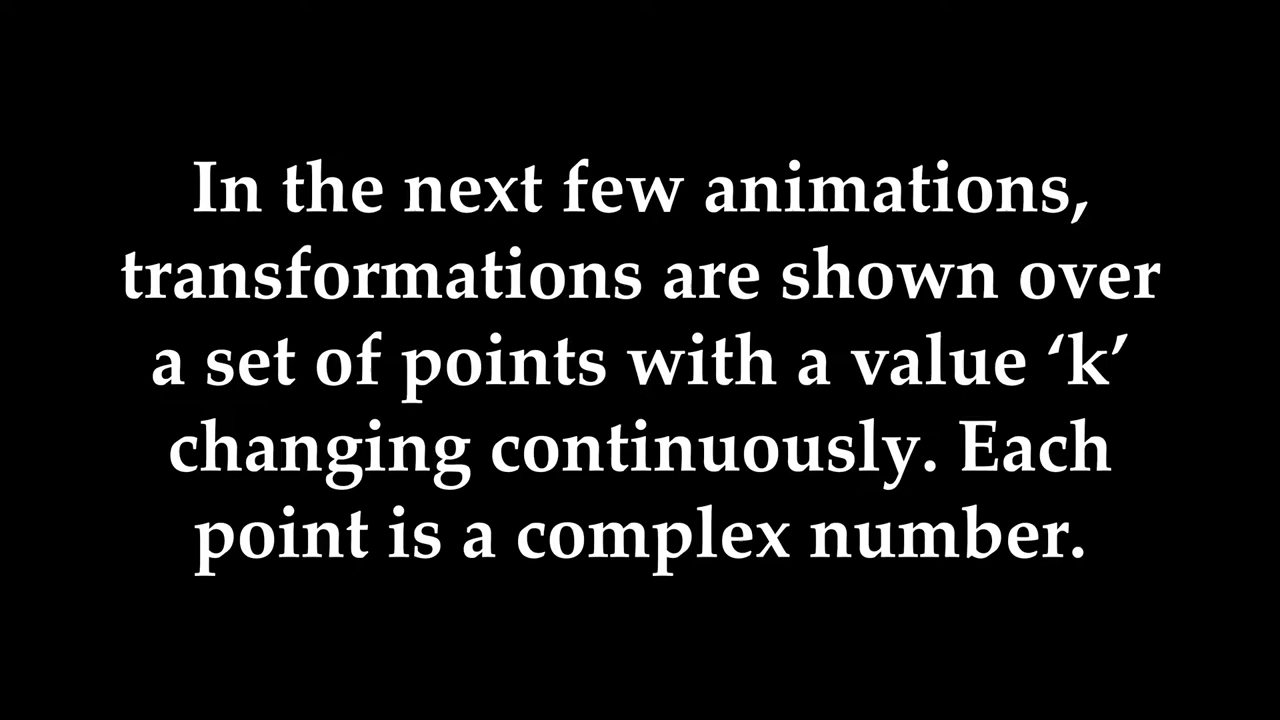 In the next few animations,
transformations are shown over
a set of points with a value ‘k’
changing continuously. Each
point is a complex number.